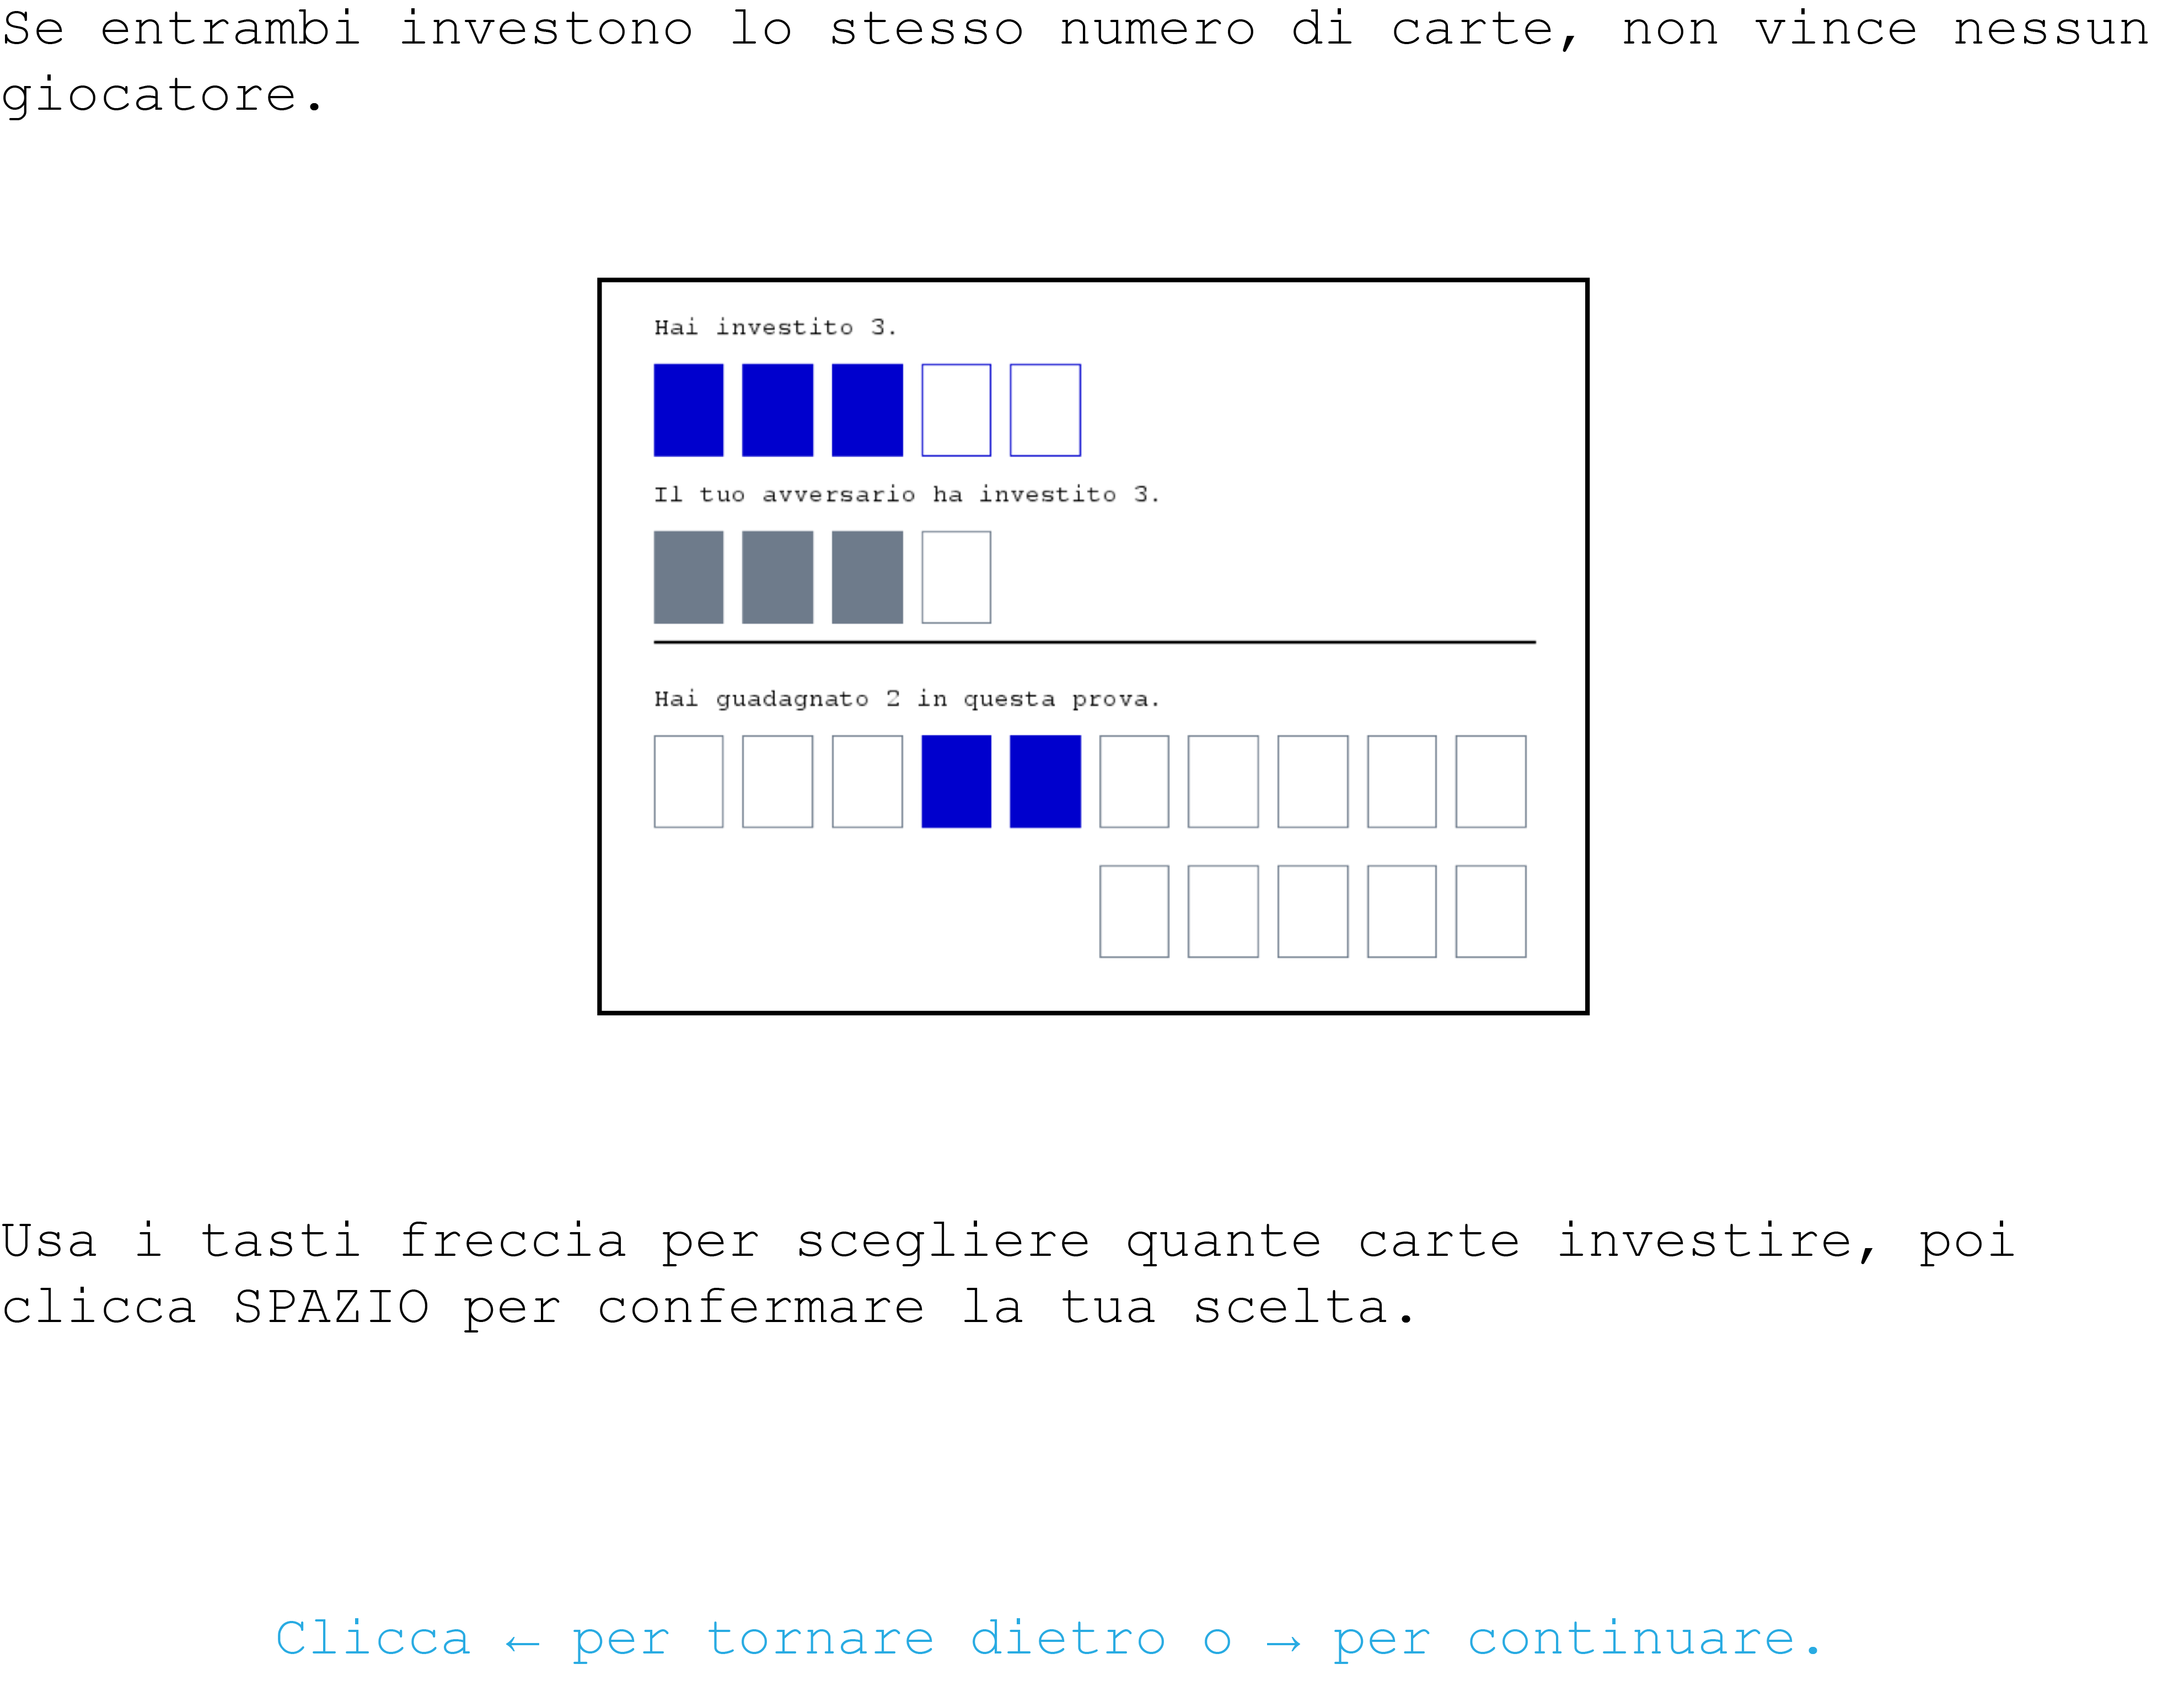 Se entrambi investono lo stesso numero di carte, non vince nessun
giocatore.
Hai investito 3.
Il tuo avversario ha investito 3.
Hai guadagnato 2 in questa prova.
Usa i tasti freccia per scegliere quante carte investire, poi
clicca SPAZIO per confermare la tua scelta.
Clicca ← per tornare dietro o → per continuare.